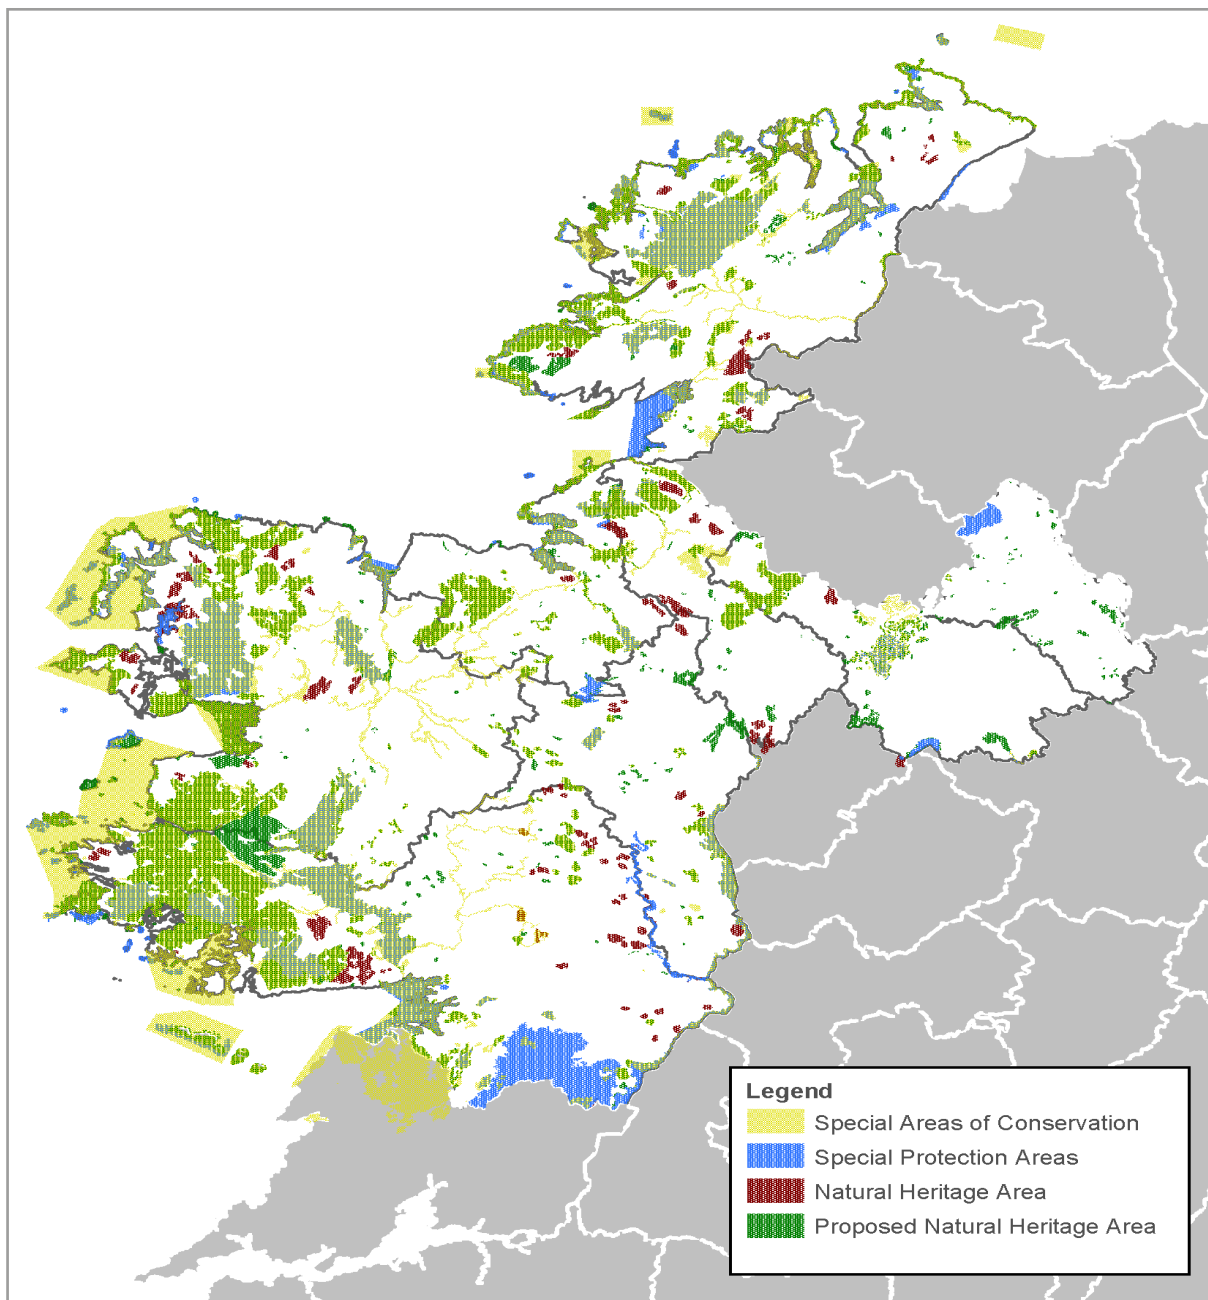 Legend
Special Areas of Conservation
Special Protection Areas
Natural Heritage Area
Proposed Natural Heritage Area